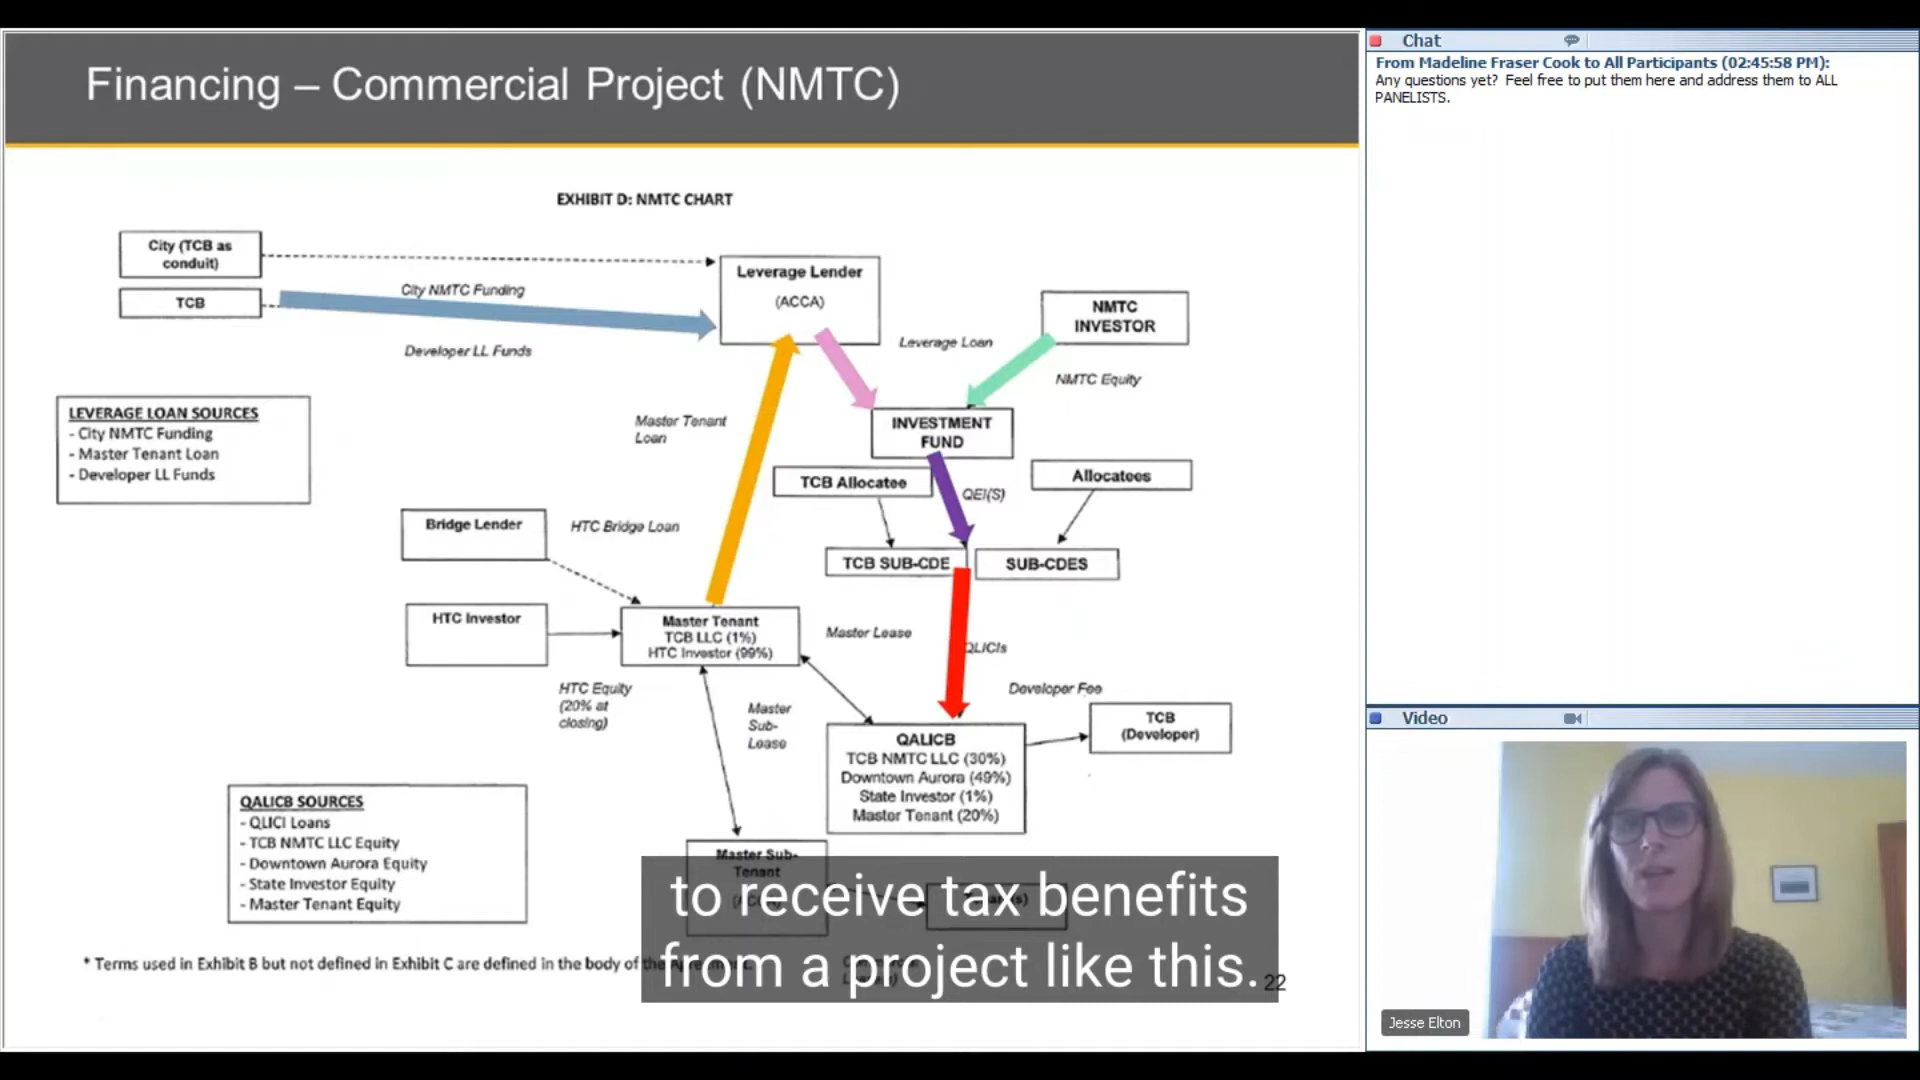 Financing – Commercial Project (NMTC)
EXHIBIT D: NMTC CHART
City (TCB as
conduit)
TCB
City NMTC Funding
Developer LL Funds
Leverage Lender
(ACCA)
Leverage Loan
NMTC
INVESTOR
NMTC Equity
LEVERAGE LOAN SOURCES
- City NMTC Funding
- Master Tenant Loan
- Developer LL Funds
Master Tenant
Loan
INVESTMENT
FUND
TCB Allocatee
QEI(S)
Allocatees
Bridge Lender
HTC Bridge Loan
TCB SUB-CDE
SUB-CDES
HTC Investor
Master Tenant
TCB LLC (1%)
HTC Investor (99%)
Master Lease
QLICIs
HTC Equity
(20% at
closing)
Master
Sub-
Lease
Developer Fee
TCB
(Developer)
QALICB
TCB NMTC LLC (30%)
Downtown Aurora (49%)
State Investor (1%)
Master Tenant (20%)
QALICB SOURCES
- QLICI Loans
- TCB NMTC LLC Equity
- Downtown Aurora Equity
- State Investor Equity
- Master Tenant Equity
Master Sub-
Tenant
* Terms used in Exhibit B but not defined in Exhibit C are defined in the body of the
22
to receive tax benefits
from a project like this.
Chat
From Madeline Fraser Cook to All Participants (02:45:58 PM):
Any questions yet? Feel free to put them here and address them to ALL
PANELISTS.
Video
Jesse Elton